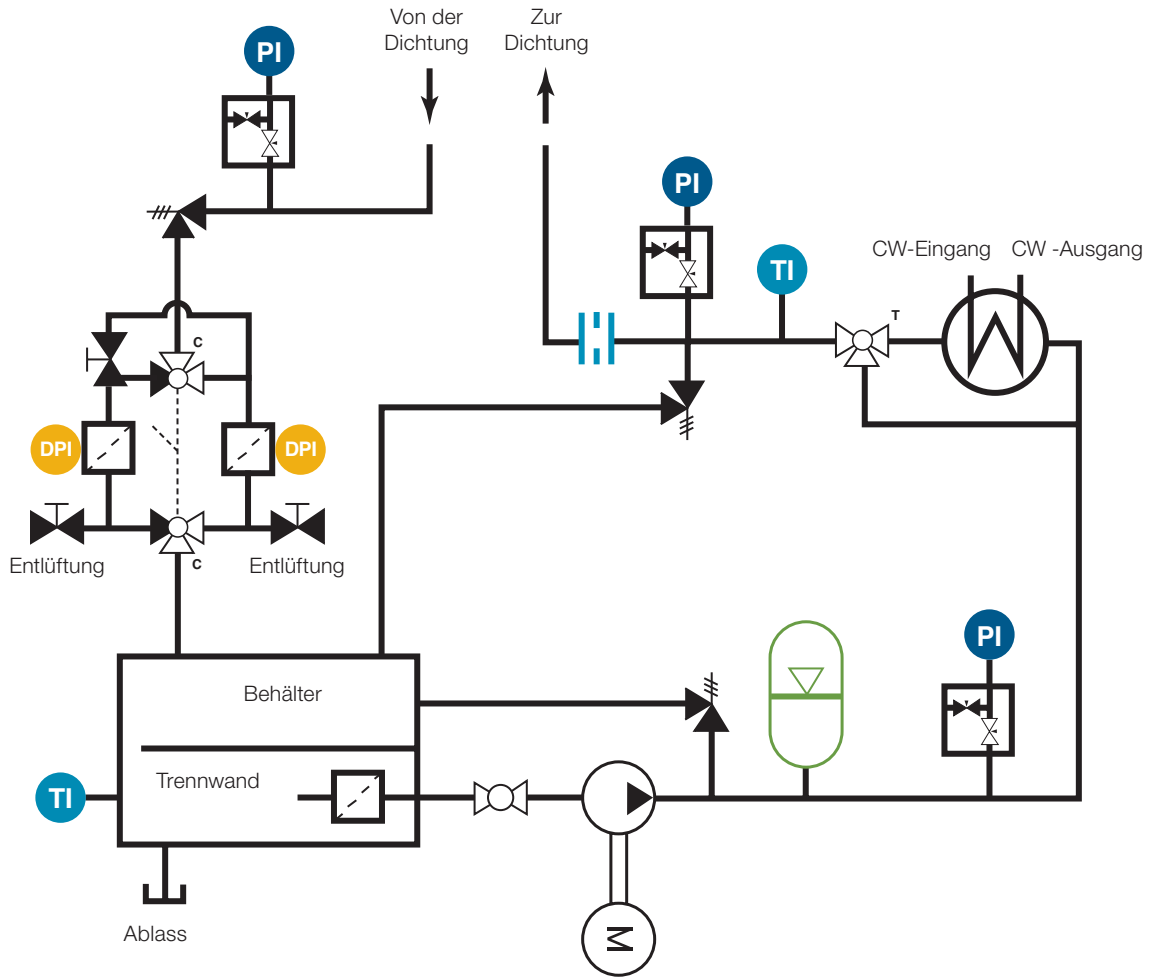 Von der
Dichtung
Zur
Dichtung
PI
PI
CW-Eingang
CW -Ausgang
TI
T
C
DPI
DPI
Entlüftung
C
Entlüftung
PI
Behälter
Trennwand
TI
Ablass
M